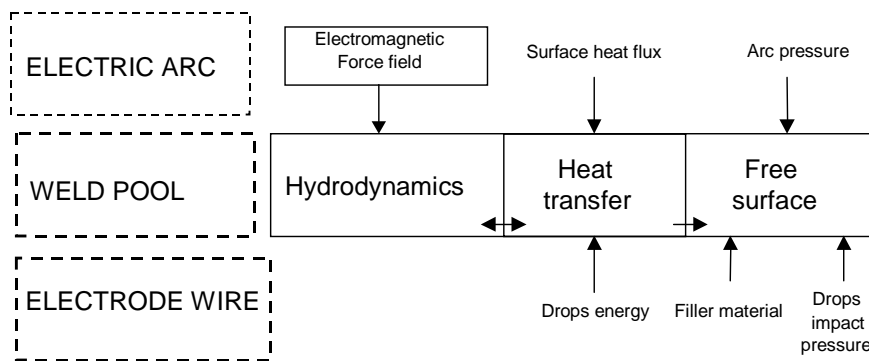 Electromagnetic
Force field
Surface heat flux
Arc pressure
ELECTRIC ARC
WELD POOL
Hydrodynamics
Heat
transfer
Free
surface
ELECTRODE WIRE
Drops energy
Filler material
Drops
impact
pressure